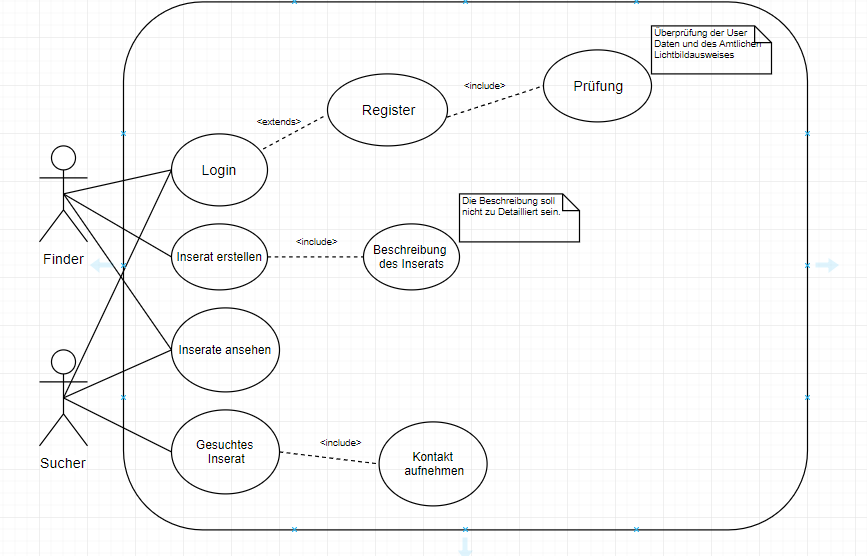 Überprüfung der User
Daten und des Amtlichen
Lichtbildausweises
<include>
Prüfung
Register
<extends>
Login
Die Beschreibung soll
nicht zu Detailliert sein.
Finder
Inserat erstellen
<include>
Beschreibung
des Inserats
Inserate ansehen
Sucher
Gesuchtes
Inserat
<include>
Kontakt
aufnehmen